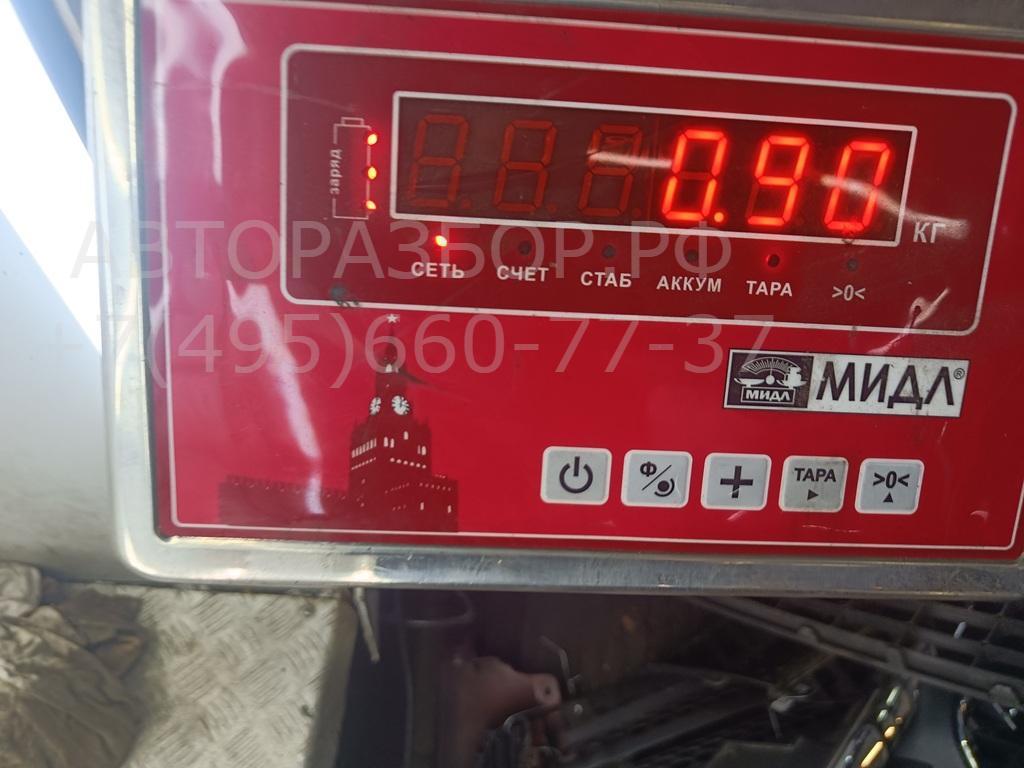 заряд
0.90
КГ
СЕТЬ СЧЕТ СТАБ АККУМ ТАРА >0<
АВТОРАЗБОР.РФ
+7(495)660-77-37
МИДЛ МИДЛ®
Ф ТАРА >0<